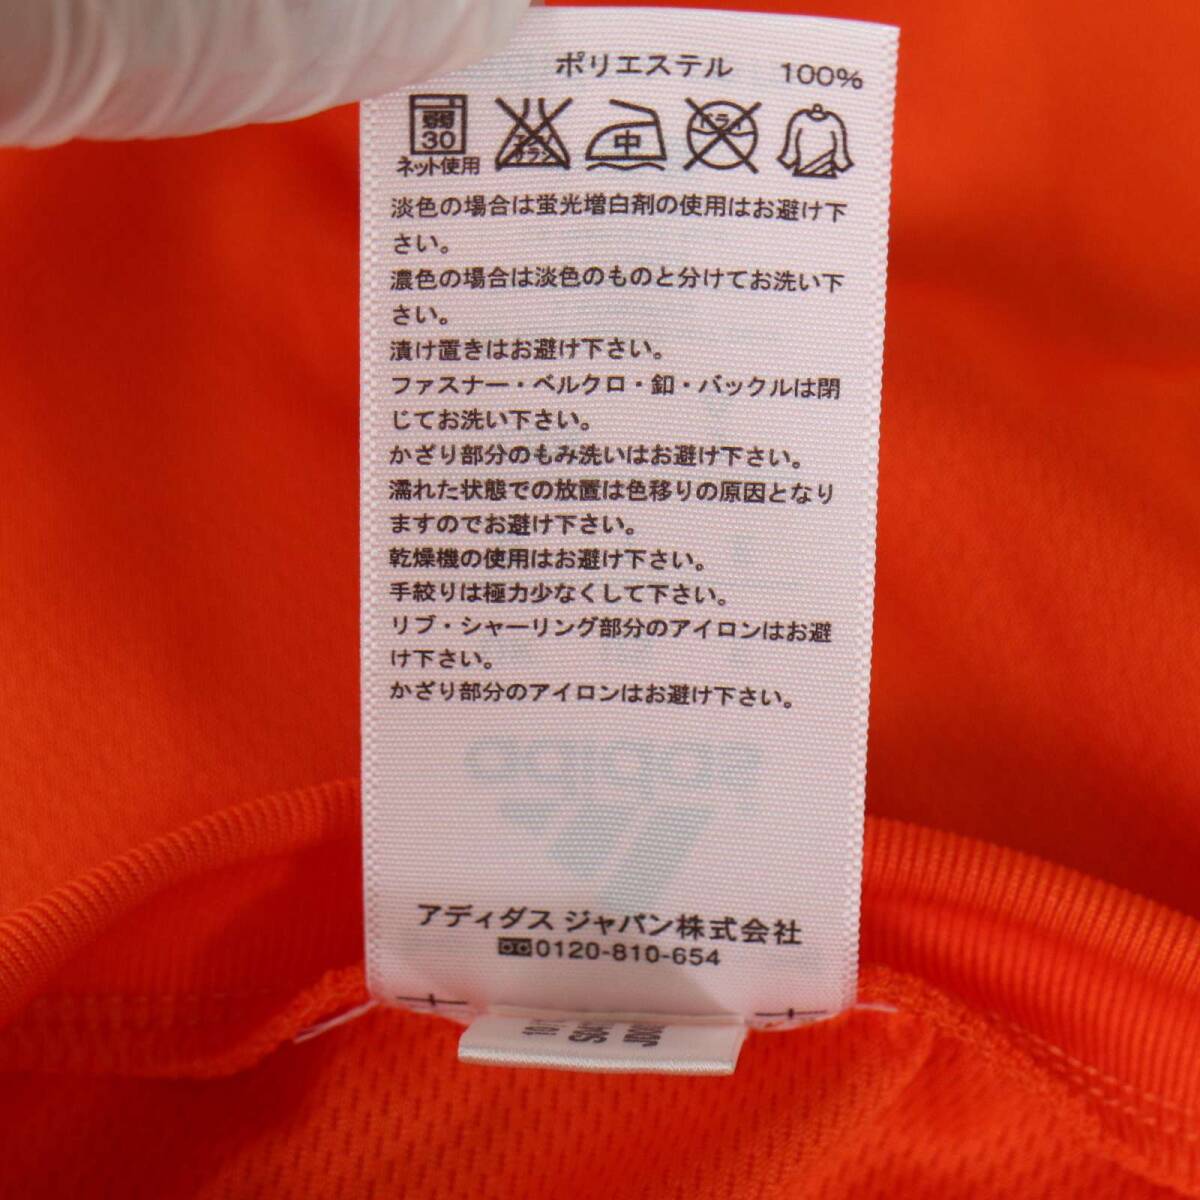 ポリエステル 100%
弱 30 エンソ サラシ 中 ドライ
ネット使用
淡色の場合は蛍光増白剤の使用はお避け下
さい。
濃色の場合は淡色のものと分けてお洗い下
さい。
漬け置きはお避け下さい。
ファスナー・ベルクロ・釦・バックルは閉
じてお洗い下さい。
かざり部分のもみ洗いはお避け下さい。
濡れた状態での放置は色移りの原因となり
ますのでお避け下さい。
乾燥機の使用はお避け下さい。
手絞りは極力少なくして下さい。
リブ・シャーリング部分のアイロンはお避
け下さい。
かざり部分のアイロンはお避け下さい。
adidas
アディダス ジャパン株式会社
0120-810-654